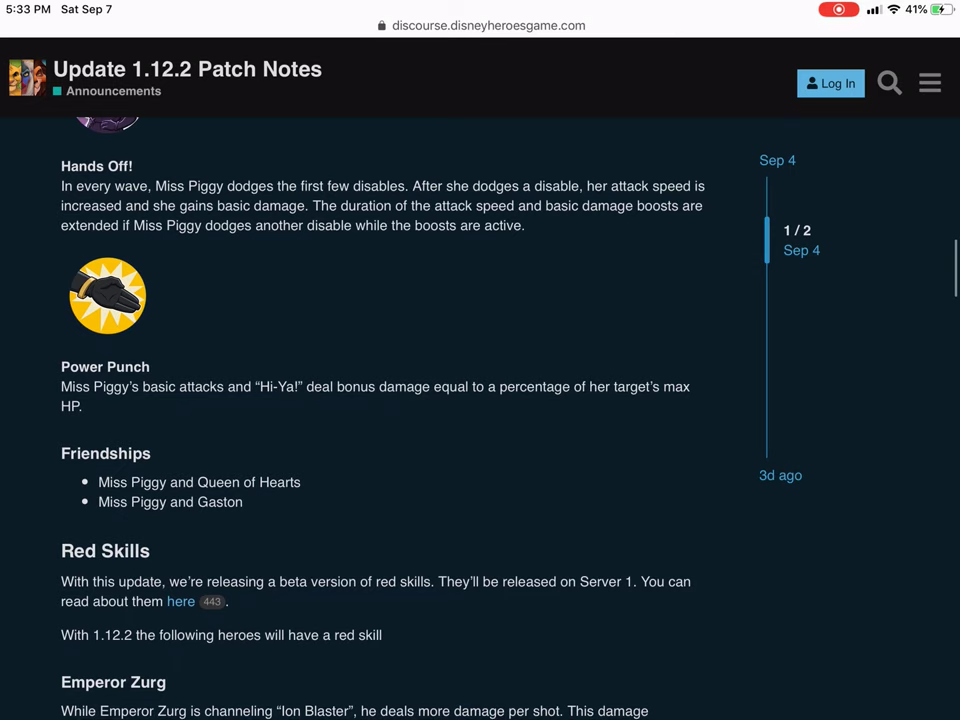 5:33 PM Sat Sep 7
41%
discourse.disneyheroesgame.com
Update 1.12.2 Patch Notes
Announcements
Log In
Hands Off!
In every wave, Miss Piggy dodges the first few disables. After she dodges a disable, her attack speed is
increased and she gains basic damage. The duration of the attack speed and basic damage boosts are
extended if Miss Piggy dodges another disable while the boosts are active.
Power Punch
Miss Piggy’s basic attacks and “Hi-Ya!” deal bonus damage equal to a percentage of her target’s max
HP.
Friendships
• Miss Piggy and Queen of Hearts
• Miss Piggy and Gaston
Red Skills
With this update, we’re releasing a beta version of red skills. They’ll be released on Server 1. You can
read about them here 443.
With 1.12.2 the following heroes will have a red skill
Emperor Zurg
While Emperor Zurg is channeling “Ion Blaster”, he deals more damage per shot. This damage
Sep 4
1 / 2
Sep 4
3d ago